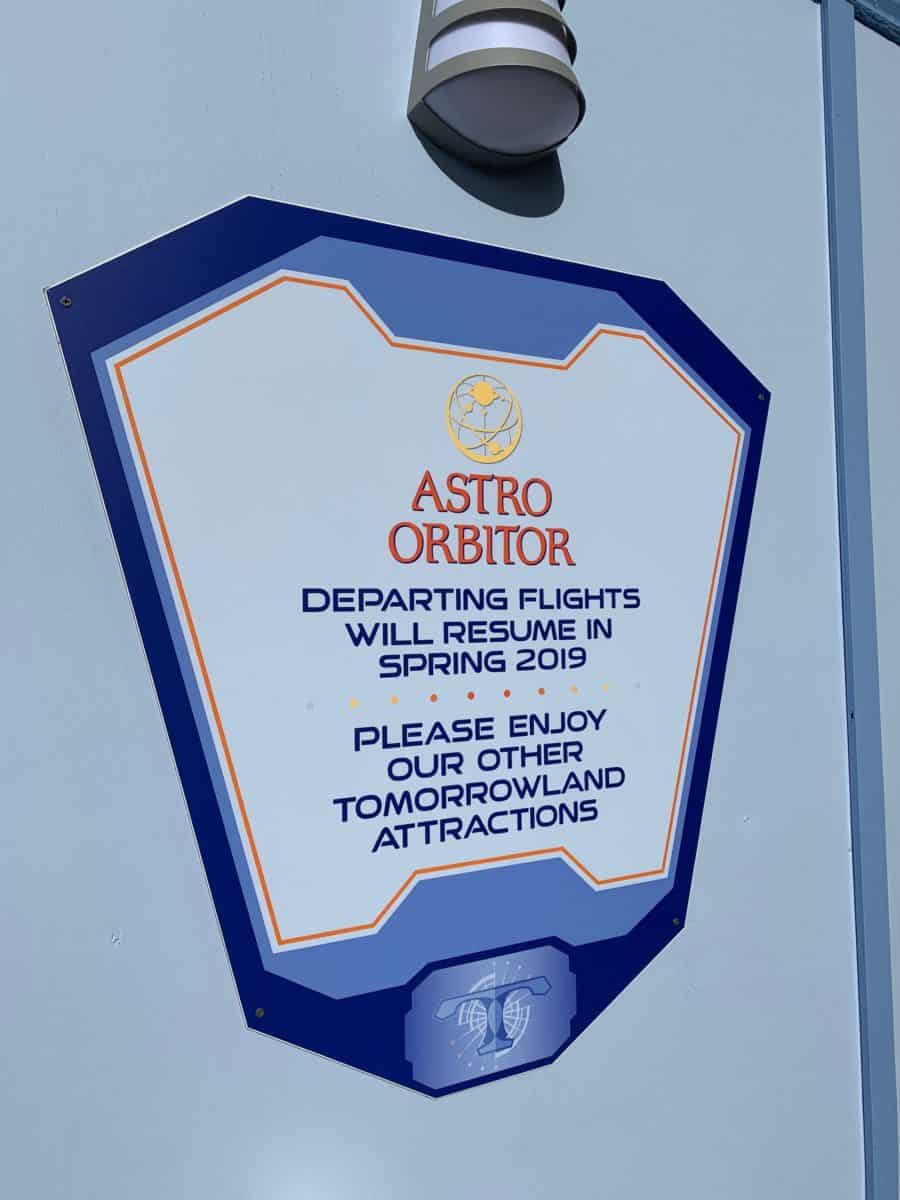 ASTRO
ORBITOR
DEPARTING FLIGHTS
WILL RESUME IN
SPRING 2019
PLEASE ENJOY
OUR OTHER
TOMORROWLAND
ATTRACTIONS
T